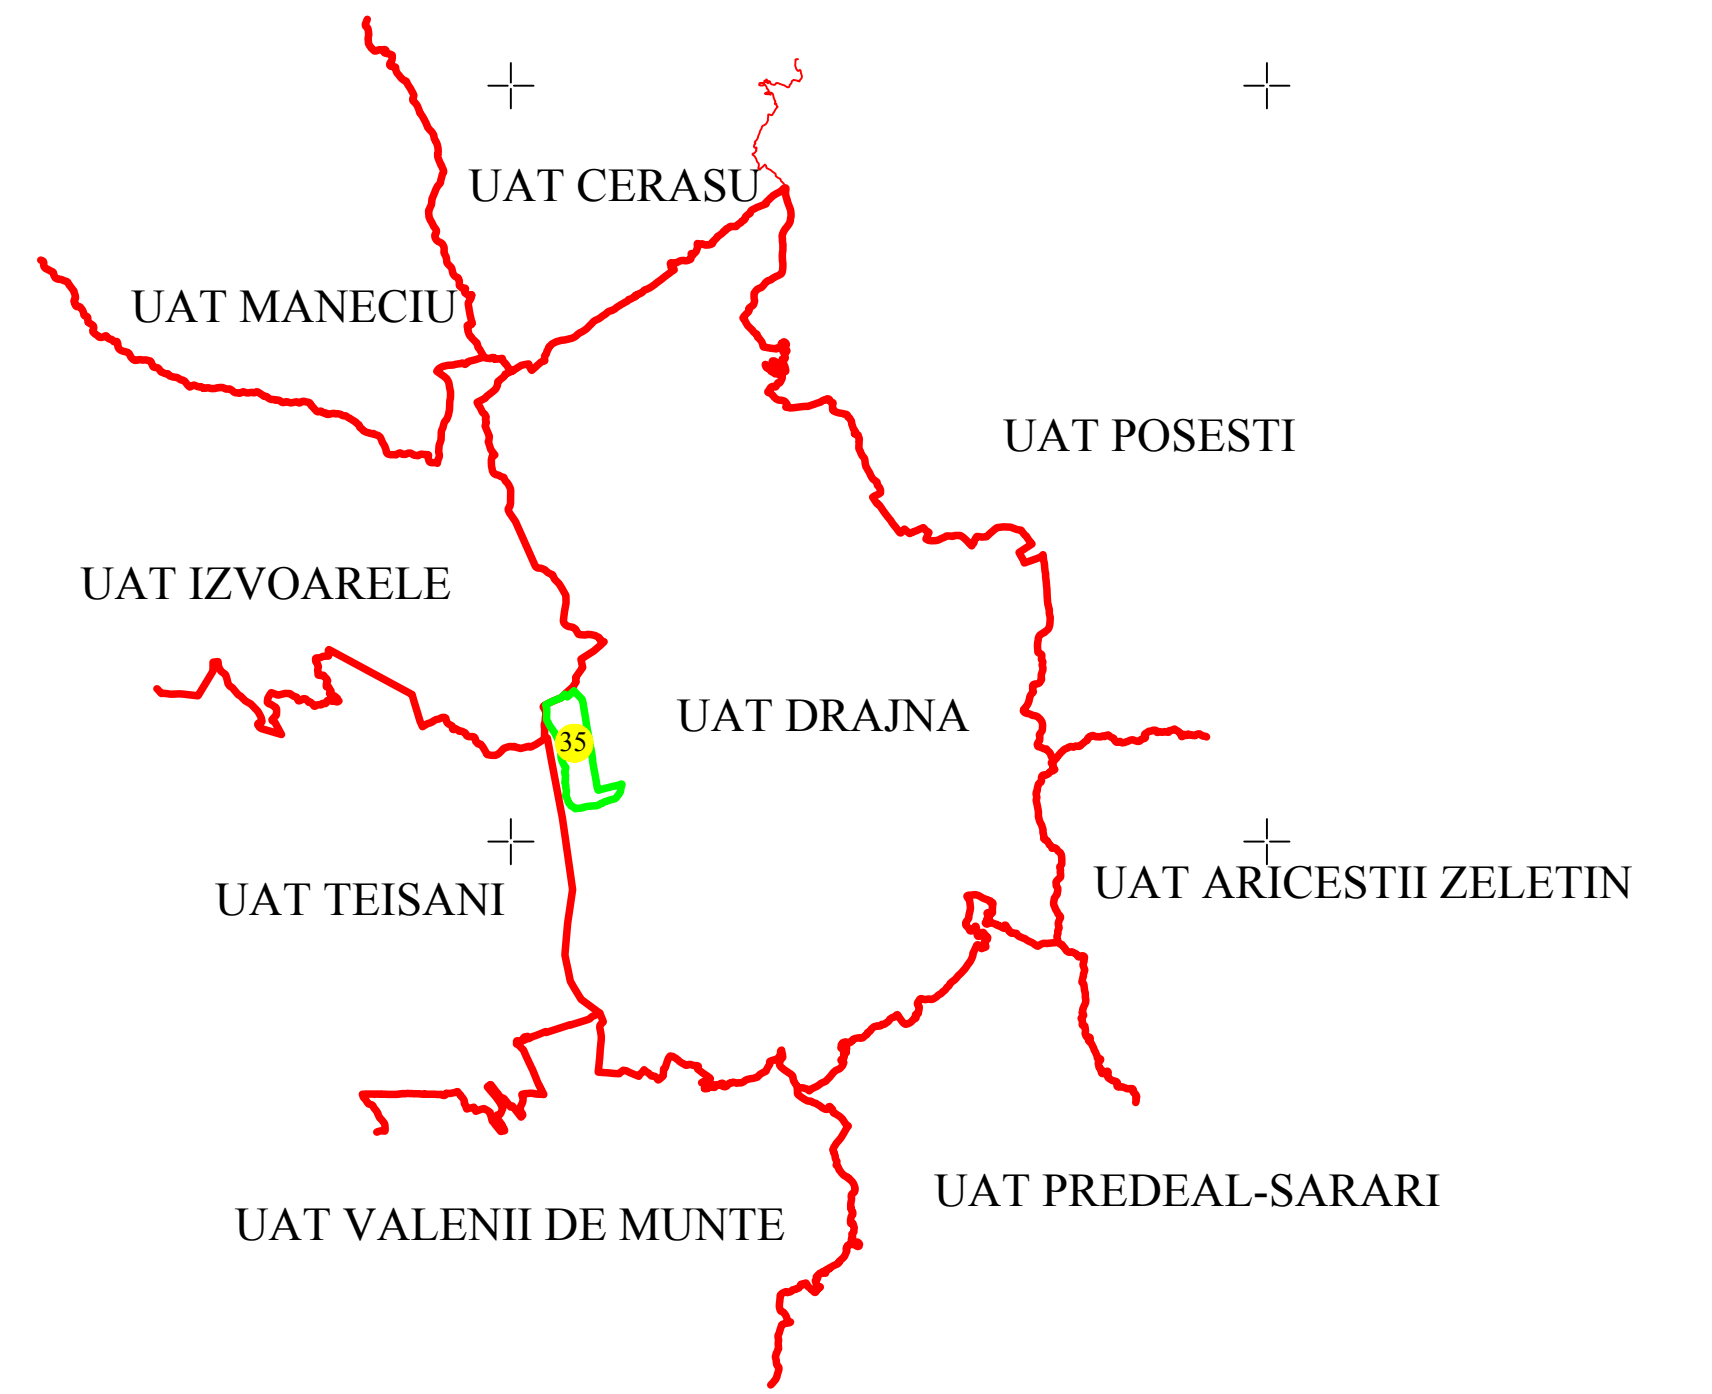 UAT CERASU
UAT MANECIU
UAT POSESTI
UAT IZVOARELE
UAT DRAJNA
35
UAT ARICESTII ZELETIN
UAT TEISANI
UAT PREDEAL-SARARI
UAT VALENII DE MUNTE